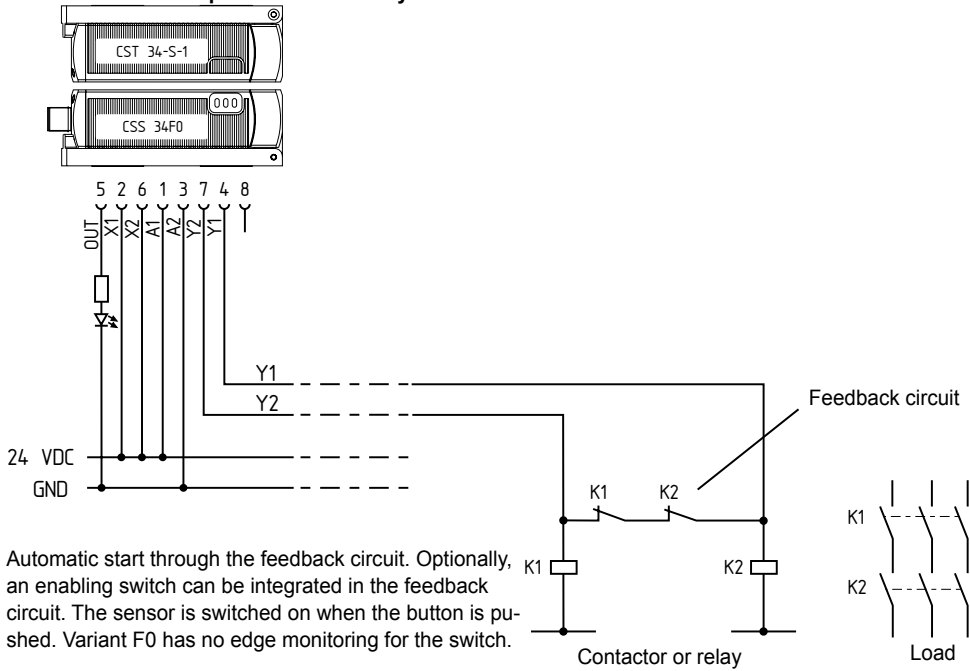 CST 34-S-1
000
CSS 34F0
5 2 6 1 3 7 4 8
OUT X1 X2 A1 A2 Y2 Y1
Y1
Y2
Feedback circuit
24 VDC
GND
K1 K2
K1
K2
K1
K2
Automatic start through the feedback circuit. Optionally,
an enabling switch can be integrated in the feedback
circuit. The sensor is switched on when the button is pu-
shed. Variant F0 has no edge monitoring for the switch.
Contactor or relay
Load